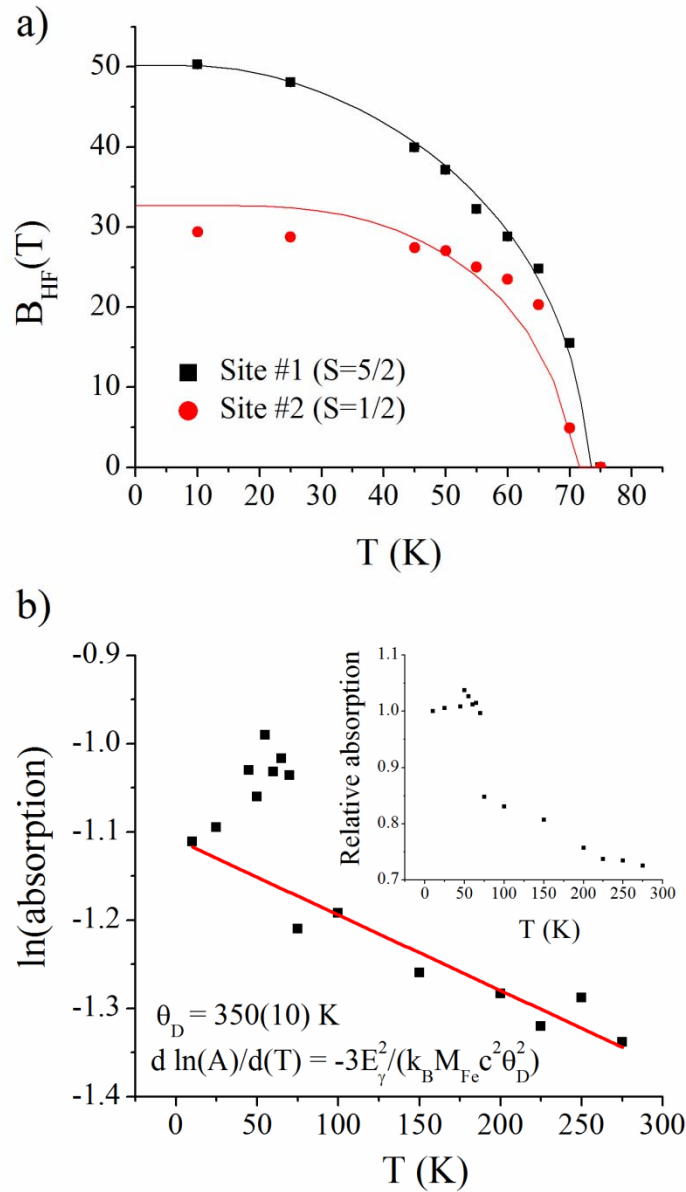 a)
50
40
30
20
10
0
B_HF(T)
Site #1 (S=5/2)
Site #2 (S=1/2)
0 10 20 30 40 50 60 70 80
T (K)
b)
-0.9
-1.0
-1.1
-1.2
-1.3
-1.4
ln(absorption)
1.1
1.0
0.9
0.8
0.7
Relative absorption
0 50 100 150 200 250 300
T (K)
θ_D = 350(10) K
d ln(A)/d(T) = -3E_γ^2/(k_B M_Fe c^2 θ_D^2)
0 50 100 150 200 250 300
T (K)